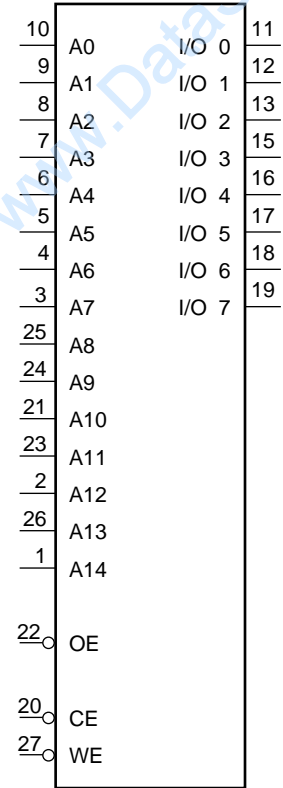 10 A0 I/O 0 11
9 A1 I/O 1 12
8 A2 I/O 2 13
7 A3 I/O 3 15
6 A4 I/O 4 16
5 A5 I/O 5 17
4 A6 I/O 6 18
3 A7 I/O 7 19
25 A8
24 A9
21 A10
23 A11
2 A12
26 A13
1 A14
22 OE
20 CE
27 WE
www.Datas